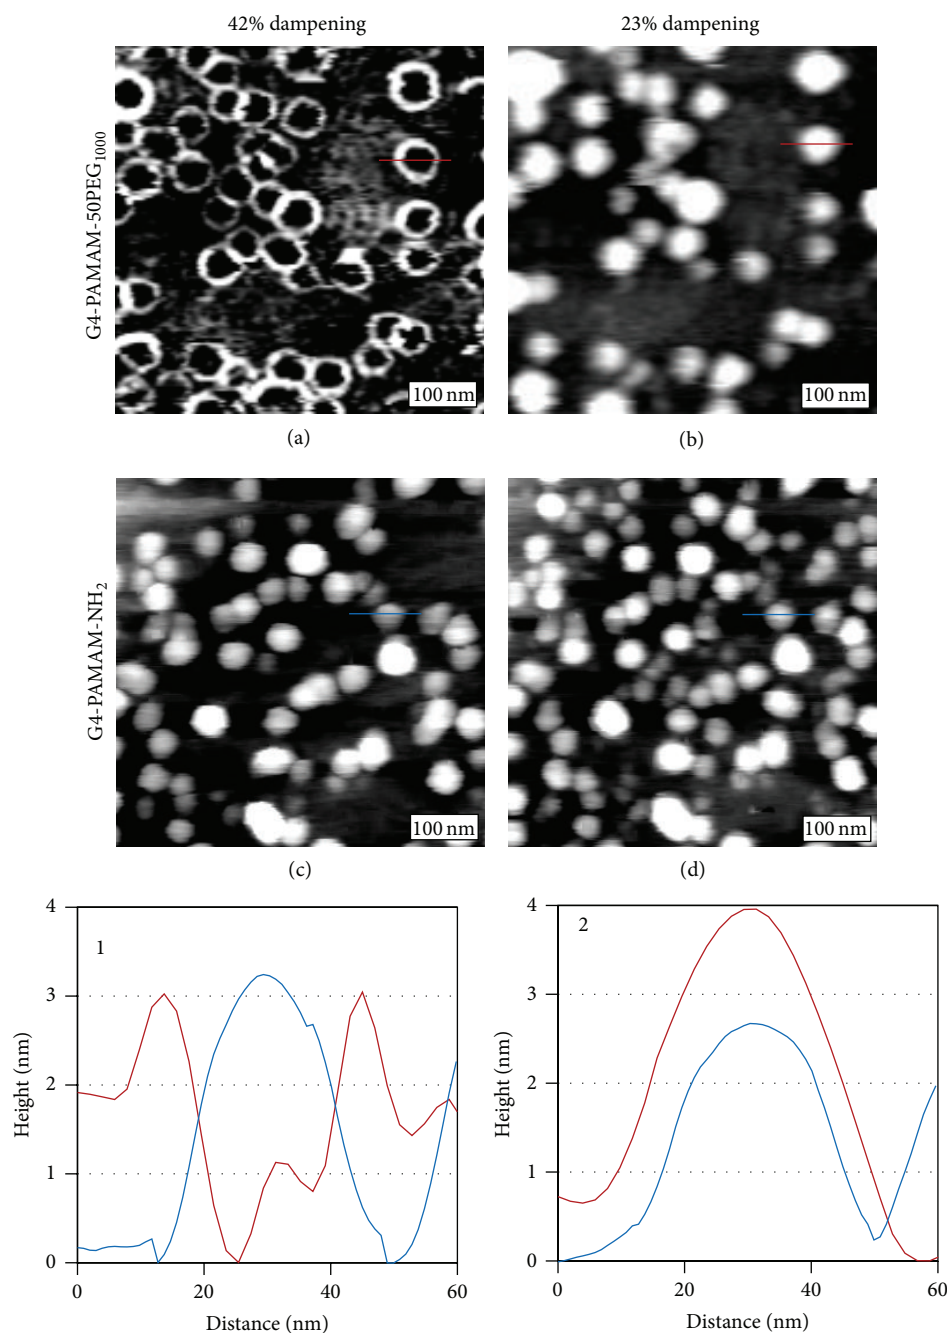 42% dampening
23% dampening
G4-PAMAM-50PEG1000
100 nm
100 nm
(a)
(b)
G4-PAMAM-NH2
100 nm
100 nm
(c)
(d)
4
3
2
1
0
Height (nm)
1
0
20
40
60
Distance (nm)
4
3
2
1
0
Height (nm)
2
0
20
40
60
Distance (nm)